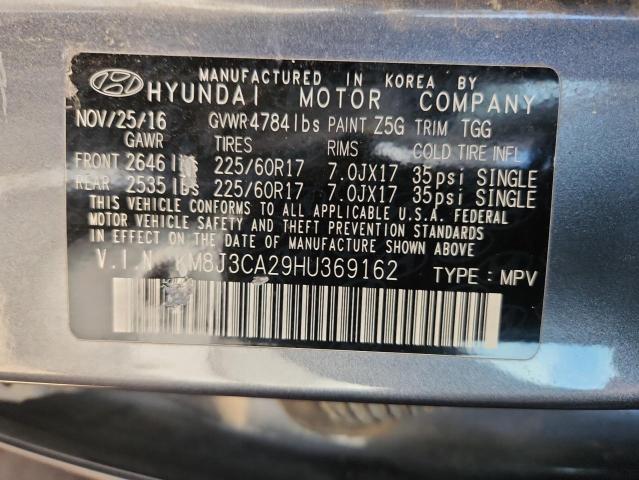 MANUFACTURED IN KOREA BY
HYUNDAI MOTOR COMPANY
NOV/25/16 GVWR4784lbs PAINT Z5G TRIM TGG
GAWR TIRES RIMS COLD TIRE INFL.
FRONT 2646 lbs 225/60R17 7.0JX17 35psi SINGLE
REAR 2535 lbs 225/60R17 7.0JX17 35psi SINGLE
THIS VEHICLE CONFORMS TO ALL APPLICABLE U.S.A. FEDERAL
MOTOR VEHICLE SAFETY AND THEFT PREVENTION STANDARDS
IN EFFECT ON THE DATE OF MANUFACTURE SHOWN ABOVE.
V.I.N KM8J3CA29HU369162 TYPE : MPV